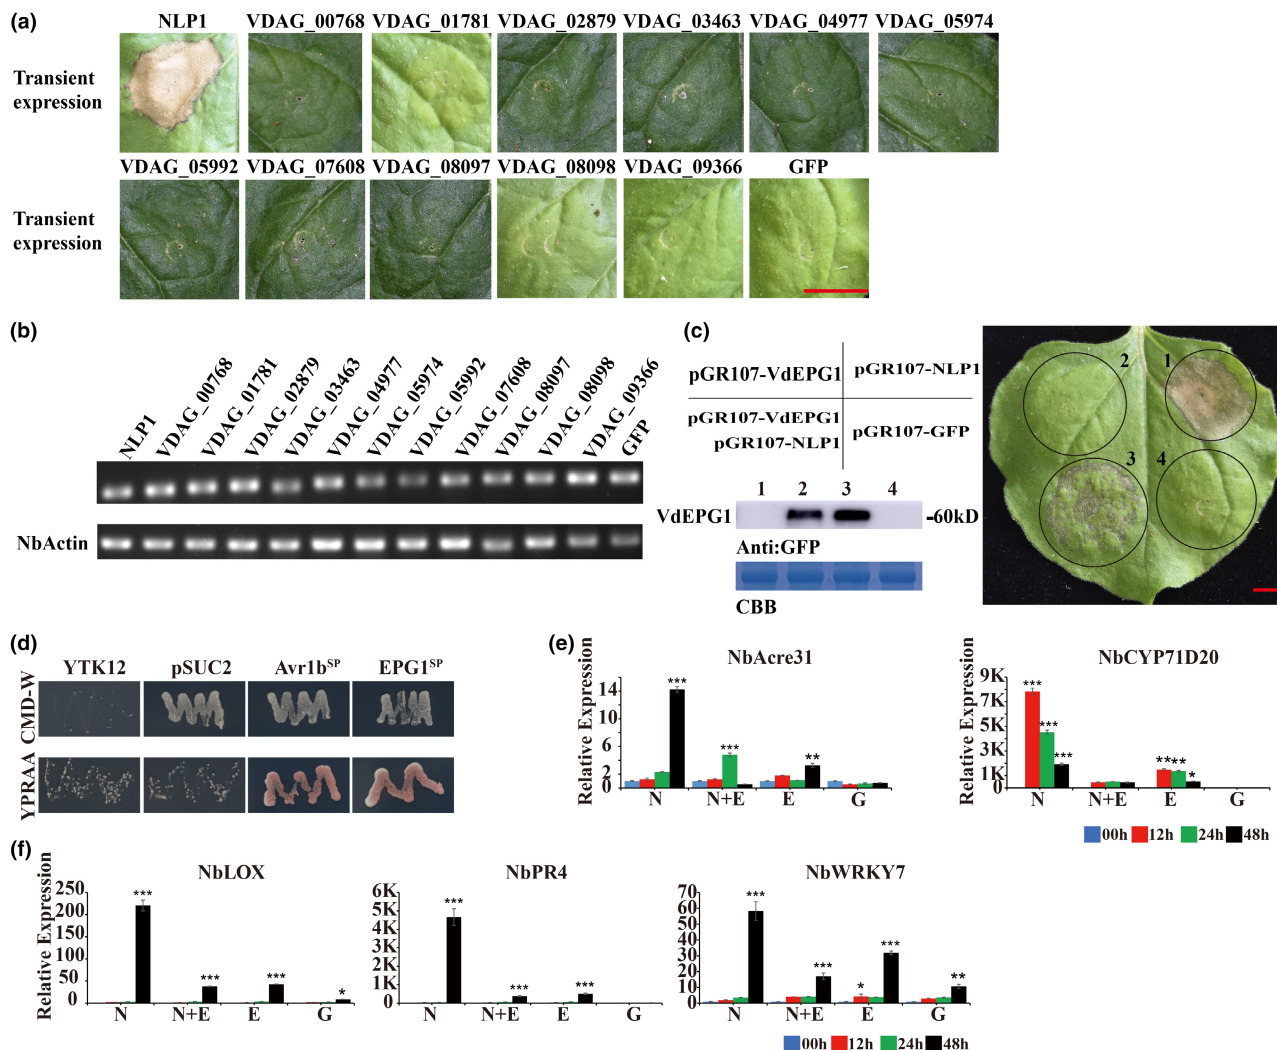 (a)
NLP1 VDAG_00768 VDAG_01781 VDAG_02879 VDAG_03463 VDAG_04977 VDAG_05974
Transient
expression
VDAG_05992 VDAG_07608 VDAG_08097 VDAG_08098 VDAG_09366 GFP
Transient
expression
(b)
NLP1 VDAG_00768 VDAG_01781 VDAG_02879 VDAG_03463 VDAG_04977 VDAG_05974 VDAG_05992 VDAG_07608 VDAG_08097 VDAG_08098 VDAG_09366 GFP
NbActin
(c)
pGR107-VdEPG1 pGR107-NLP1
pGR107-VdEPG1
pGR107-NLP1
pGR107-GFP
1 2 3 4
VdEPG1 -60kD
Anti:GFP
CBB
2 1
3 4
(d)
YTK12 pSUC2 Avr1bSP EPG1SP
CMD-W
YPRAA
(e)
NbAcre31
Relative Expression
14
10
6
2
0
***
***
**
N N+E E G
NbCYP71D20
Relative Expression
9K
7K
5K
3K
1K
0
***
***
***
** **
*
N N+E E G
00h 12h 24h 48h
(f)
NbLOX
Relative Expression
250
200
150
100
50
0
***
***
***
*
N N+E E G
NbPR4
6K
5K
4K
3K
2K
1K
0
***
***
***
N N+E E G
NbWRKY7
70
60
50
40
30
20
10
0
***
***
*
***
**
N N+E E G
00h 12h 24h 48h